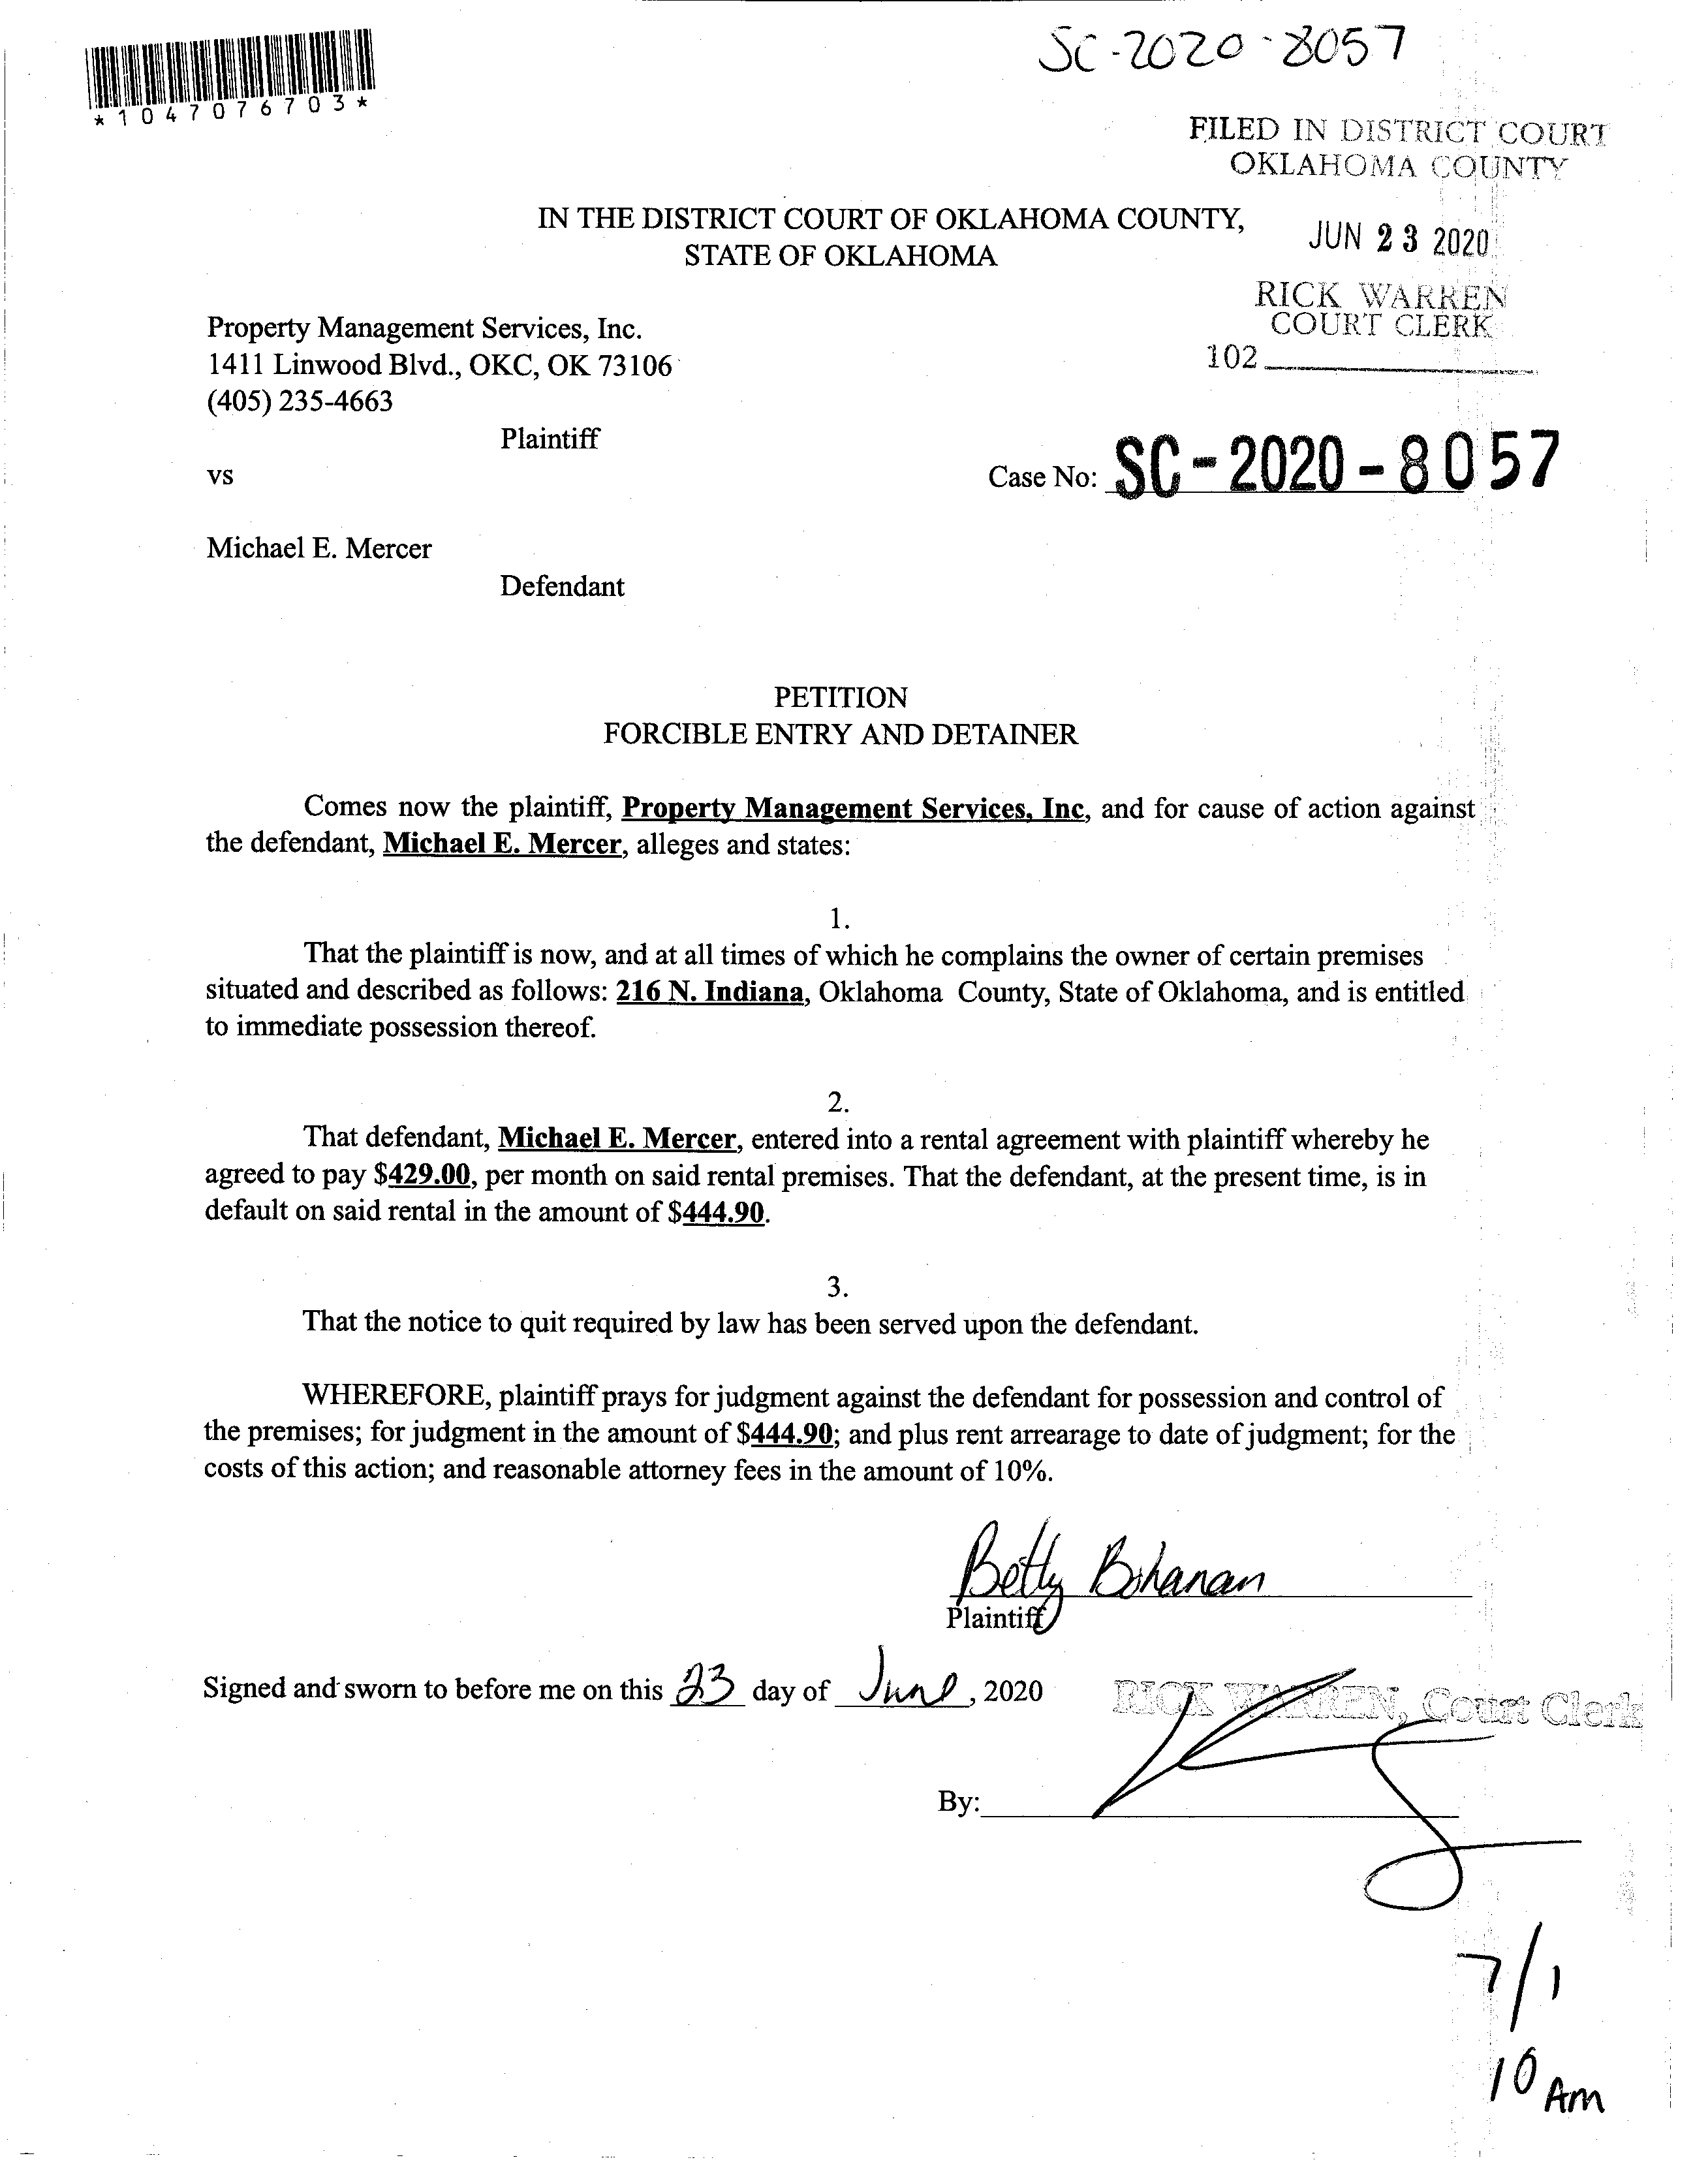 SC-2020-8057
*1047076703*
FILED IN DISTRICT COURT
OKLAHOMA COUNTY
IN THE DISTRICT COURT OF OKLAHOMA COUNTY,
STATE OF OKLAHOMA
JUN 23 2020
RICK WARREN
COURT CLERK
102
Property Management Services, Inc.
1411 Linwood Blvd., OKC, OK 73106
(405) 235-4663
Plaintiff
vs
Case No: SC-2020-8057
Michael E. Mercer
Defendant
PETITION
FORCIBLE ENTRY AND DETAINER
Comes now the plaintiff, Property Management Services, Inc, and for cause of action against
the defendant, Michael E. Mercer, alleges and states:
1.
That the plaintiff is now, and at all times of which he complains the owner of certain premises
situated and described as follows: 216 N. Indiana, Oklahoma County, State of Oklahoma, and is entitled
to immediate possession thereof.
2.
That defendant, Michael E. Mercer, entered into a rental agreement with plaintiff whereby he
agreed to pay $429.00, per month on said rental premises. That the defendant, at the present time, is in
default on said rental in the amount of $444.90.
3.
That the notice to quit required by law has been served upon the defendant.
WHEREFORE, plaintiff prays for judgment against the defendant for possession and control of
the premises; for judgment in the amount of $444.90; and plus rent arrearage to date of judgment; for the
costs of this action; and reasonable attorney fees in the amount of 10%.
Betty Bohanan
Plaintiff
Signed and sworn to before me on this 23 day of June, 2020
RICK WARREN, Court Clerk
By:
7/1
10 Am